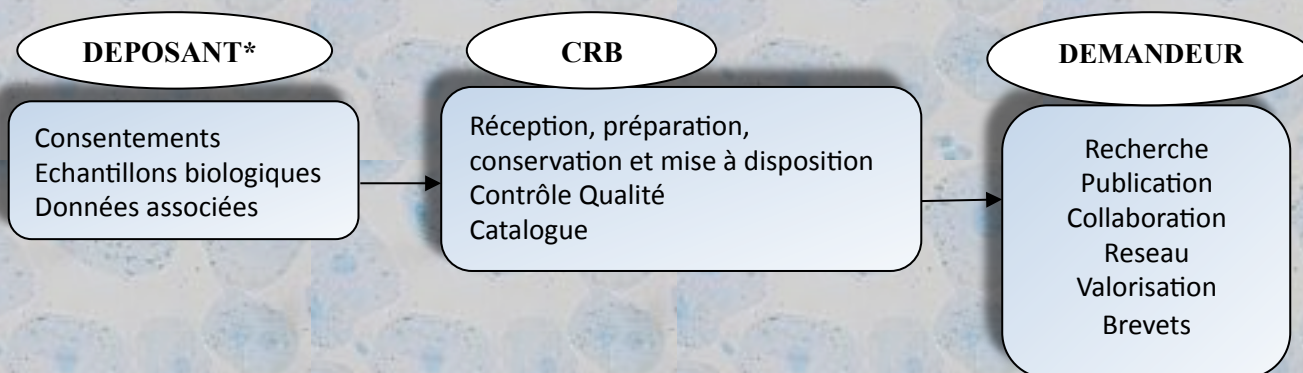 DEPOSANT*
Consentements
Echantillons biologiques
Données associées
CRB
Réception, préparation,
conservation et mise à disposition
Contrôle Qualité
Catalogue
DEMANDEUR
Recherche
Publication
Collaboration
Reseau
Valorisation
Brevets